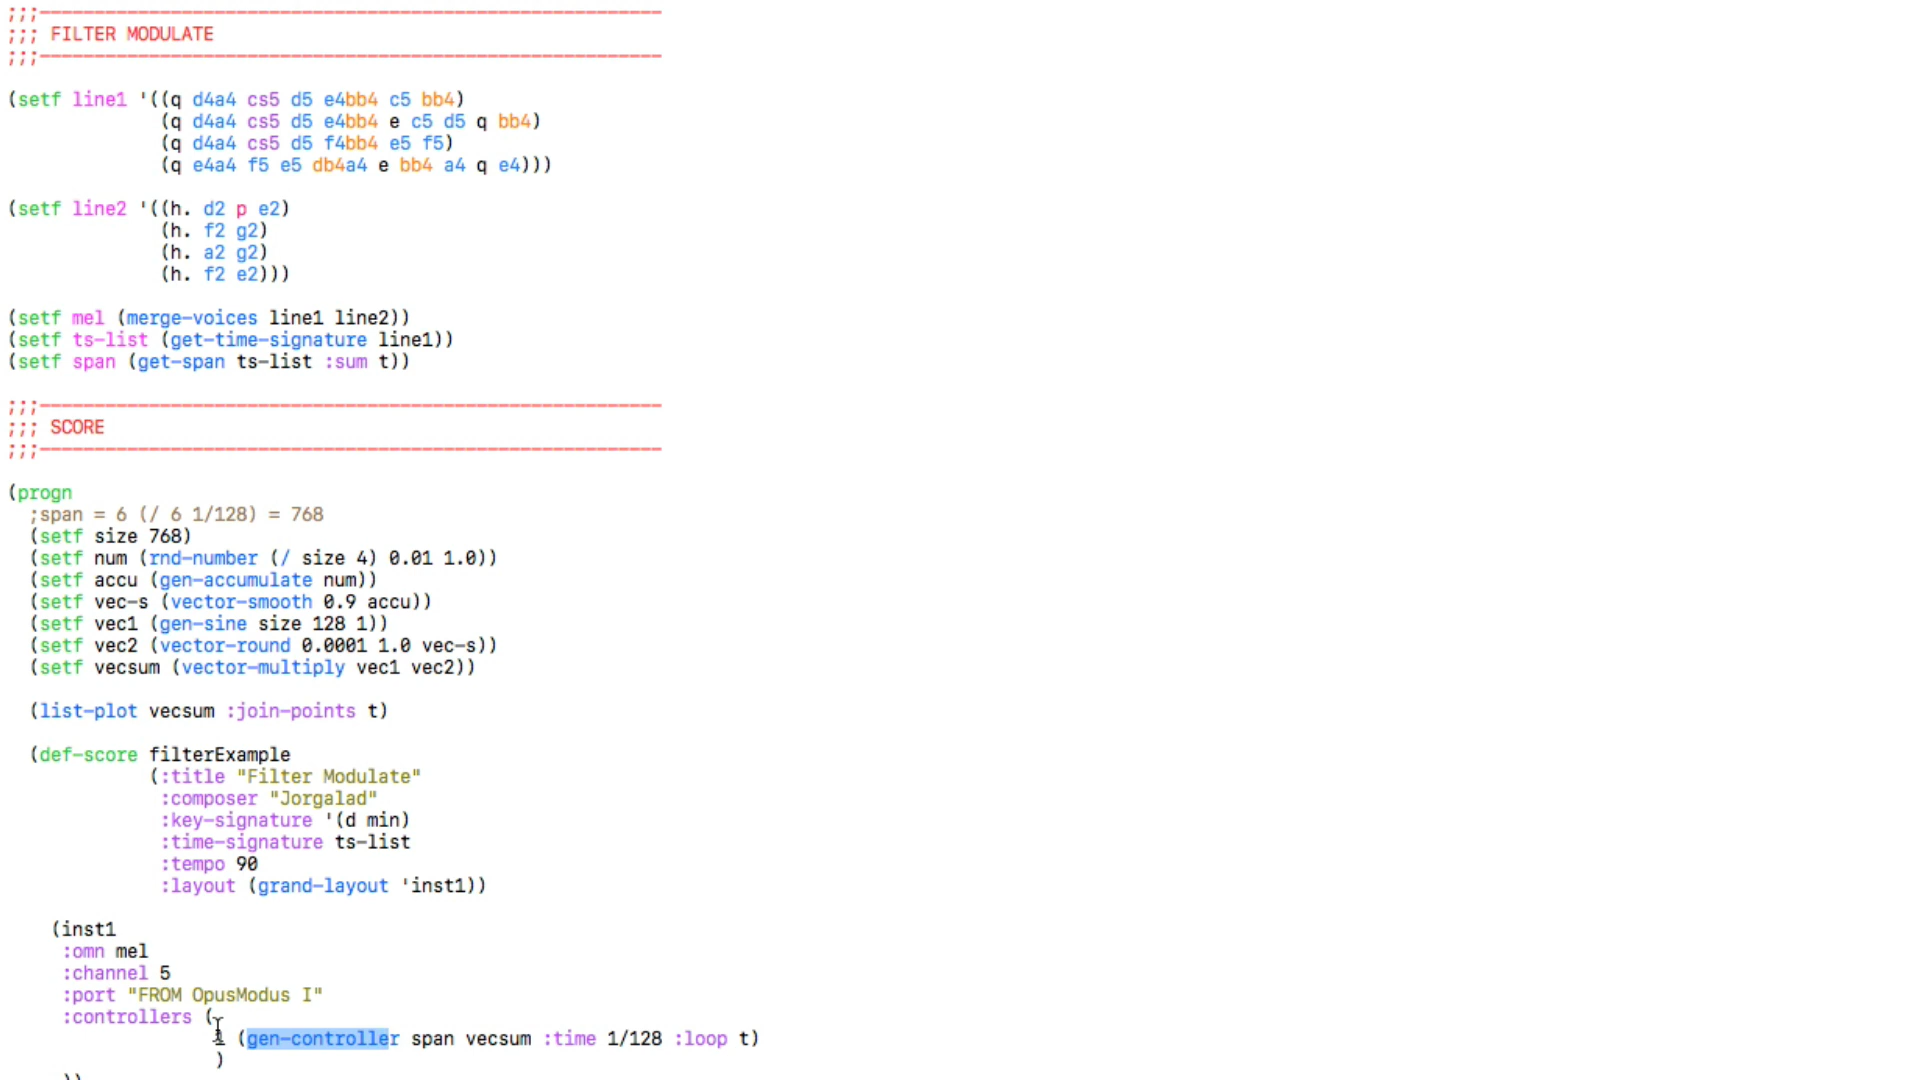 ;;;---------------------------------------------------------
;;; FILTER MODULATE
;;;---------------------------------------------------------
(setf line1 '((q d4a4 cs5 d5 e4bb4 c5 bb4)
(q d4a4 cs5 d5 e4bb4 e c5 d5 q bb4)
(q d4a4 cs5 d5 f4bb4 e5 f5)
(q e4a4 f5 e5 db4a4 e bb4 a4 q e4)))
(setf line2 '((h. d2 p e2)
(h. f2 g2)
(h. a2 g2)
(h. f2 e2)))
(setf mel (merge-voices line1 line2))
(setf ts-list (get-time-signature line1))
(setf span (get-span ts-list :sum t))
;;;---------------------------------------------------------
;;; SCORE
;;;---------------------------------------------------------
(progn
;span = 6 (/ 6 1/128) = 768
(setf size 768)
(setf num (rnd-number (/ size 4) 0.01 1.0))
(setf accu (gen-accumulate num))
(setf vec-s (vector-smooth 0.9 accu))
(setf vec1 (gen-sine size 128 1))
(setf vec2 (vector-round 0.0001 1.0 vec-s))
(setf vecsum (vector-multiply vec1 vec2))
(list-plot vecsum :join-points t)
(def-score filterExample
(:title "Filter Modulate"
:composer "Jorgalad"
:key-signature '(d min)
:time-signature ts-list
:tempo 90
:layout (grand-layout 'inst1))
(inst1
:omn mel
:channel 5
:port "FROM OpusModus I"
:controllers (
(gen-controller span vecsum :time 1/128 :loop t)
)
))